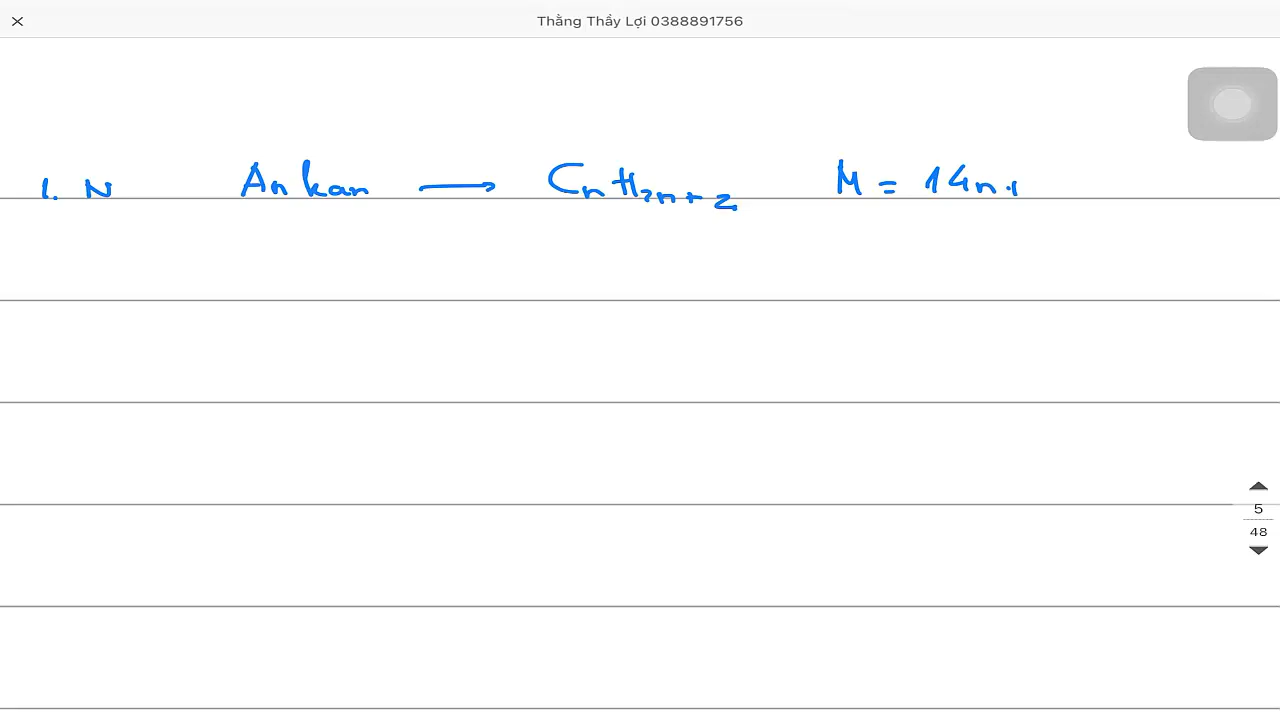 Thằng Thầy Lợi 0388891756
1. N Ankan → CnH2n+2 M = 14n+
5
48